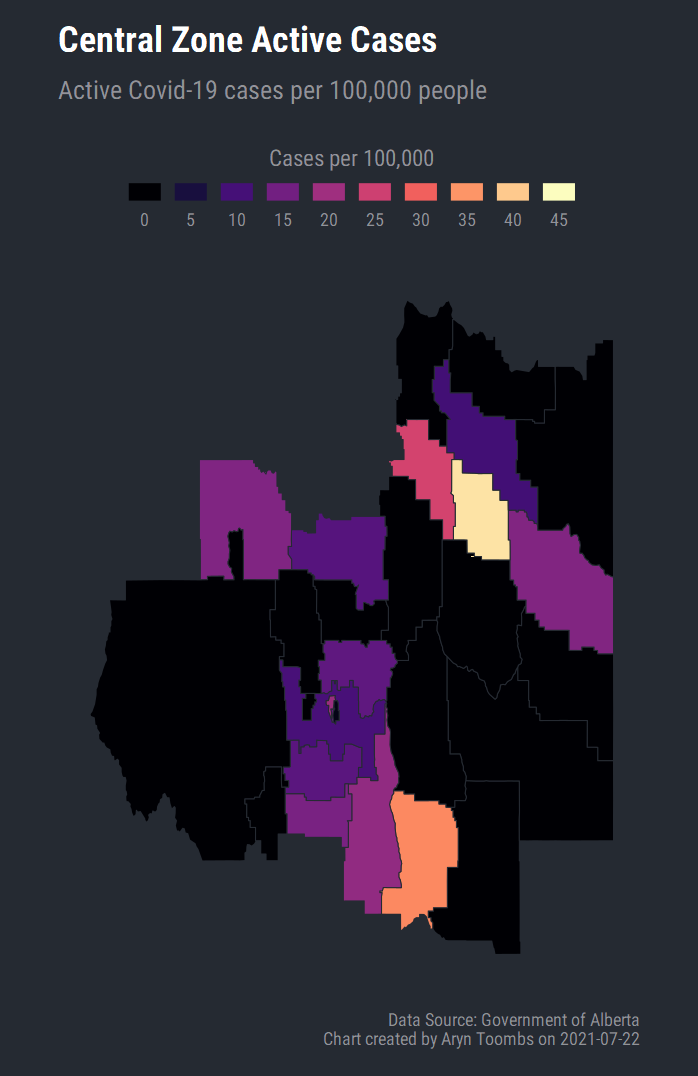 Central Zone Active Cases
Active Covid-19 cases per 100,000 people
Cases per 100,000
0 5 10 15 20 25 30 35 40 45
Data Source: Government of Alberta
Chart created by Aryn Toombs on 2021-07-22